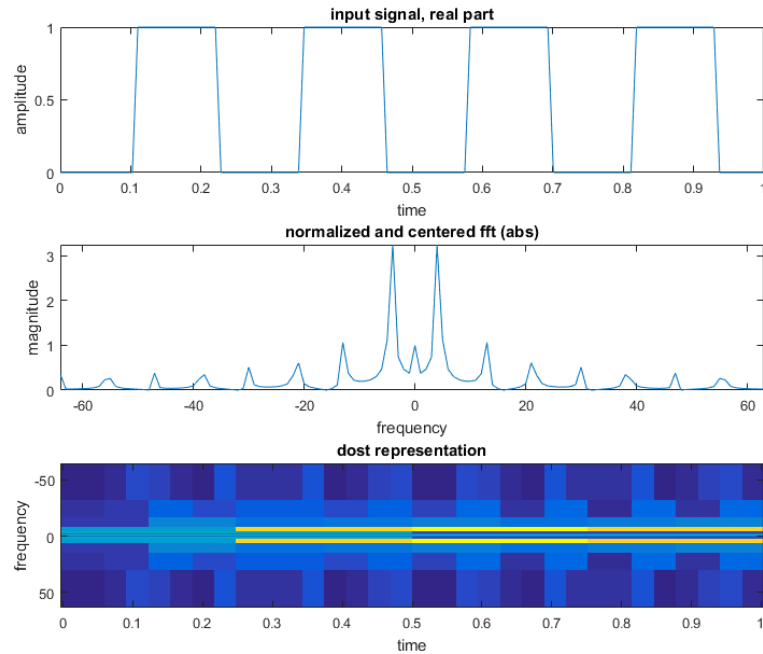 input signal, real part
1
0.5
0
amplitude
0 0.1 0.2 0.3 0.4 0.5 0.6 0.7 0.8 0.9 1
time
normalized and centered fft (abs)
3
2
1
0
magnitude
-60 -40 -20 0 20 40 60
frequency
dost representation
-50
0
50
frequency
0 0.1 0.2 0.3 0.4 0.5 0.6 0.7 0.8 0.9 1
time